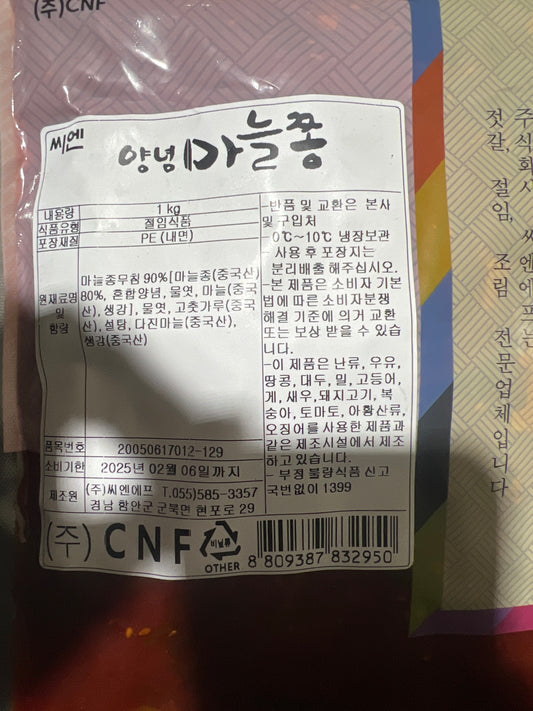 (주)CNF
씨엔
양념마늘쫑
내용량 1 kg
식품유형 절임식품
포장재질 PE (내면)
원재료명 및 함량
마늘종무침 90%[마늘종(중국산)
80%, 혼합양념, 물엿, 마늘(중국
산), 생강], 물엿, 고춧가루(중국
산), 설탕, 다진마늘(중국산),
생강(중국산)
품목번호 20050617012-129
소비기한 2025년 02월 06일까지
제조원 (주)씨엔에프 T.055)585-3357
경남 함안군 군북면 현포로 29
-반품 및 교환은 본사
및 구입처
-0℃~10℃ 냉장보관
사용 후 포장지는
분리배출 해주십시오.
-본 제품은 소비자 기본
법에 따른 소비자분쟁
해결 기준에 의거 교환
또는 보상 받을 수 있습
니다.
-이 제품은 난류, 우유,
땅콩, 대두, 밀, 고등어,
게, 새우, 돼지고기, 복
숭아, 토마토, 아황산류,
오징어를 사용한 제품과
같은 제조시설에서 제조
하고 있습니다.
- 부정 불량식품 신고
국번없이 1399
(주) CNF
비닐류
OTHER
8 809387 832950
주식회사 씨엔에프는
젓갈, 절임, 조림 전문업체입니다